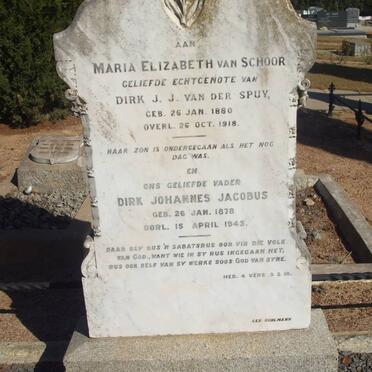 AAN
MARIA ELIZABETH VAN SCHOOR
GELIEFDE ECHTGENOTE VAN
DIRK J. J. VAN DER SPUY,
GEB. 26 JAN. 1880
OVERL. 26 OCT. 1918.
HAAR ZON IS ONDERGEGAAN ALS HET NOG
DAG WAS.
EN
ONS GELIEFDE VADER
DIRK JOHANNES JACOBUS
GEB. 26 JAN. 1878
OORL. 15 APRIL 1945.
DAAR BLY DUS 'N SABATSRUS OOR VIR DIE VOLK
VAN GOD, WANT WIE IN SY RUS INGEGAAN HET,
RUS OOK SELF VAN SY WERKE SOOS GOD VAN SYNE.
HEB. 4 VERS 9 & 10.